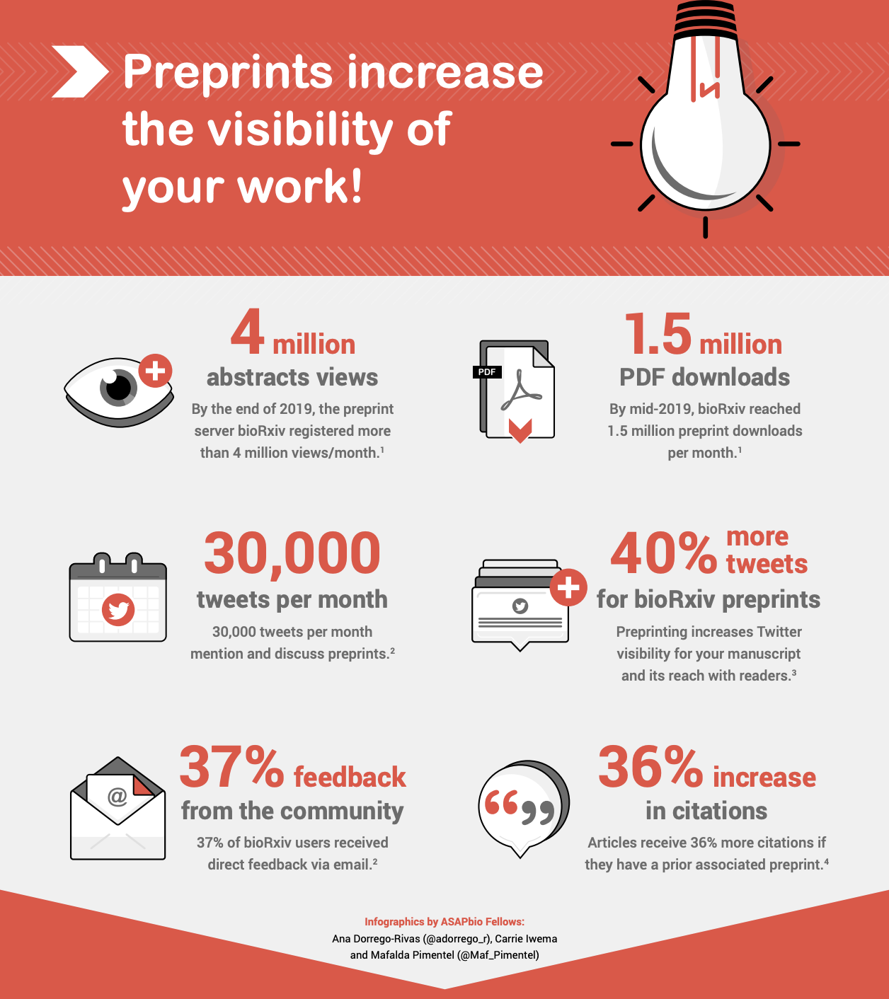 Preprints increase
the visibility of
your work!
4 million
abstracts views
By the end of 2019, the preprint
server bioRxiv registered more
than 4 million views/month.¹
PDF
1.5 million
PDF downloads
By mid-2019, bioRxiv reached
1.5 million preprint downloads
per month.¹
30,000
tweets per month
30,000 tweets per month
mention and discuss preprints.²
40% more
tweets
for bioRxiv preprints
Preprinting increases Twitter
visibility for your manuscript
and its reach with readers.³
@
37% feedback
from the community
37% of bioRxiv users received
direct feedback via email.²
36% increase
in citations
Articles receive 36% more citations if
they have a prior associated preprint.⁴
Infographics by ASAPbio Fellows:
Ana Dorrego-Rivas (@adorrego_r), Carrie Iwema
and Mafalda Pimentel (@Maf_Pimentel)